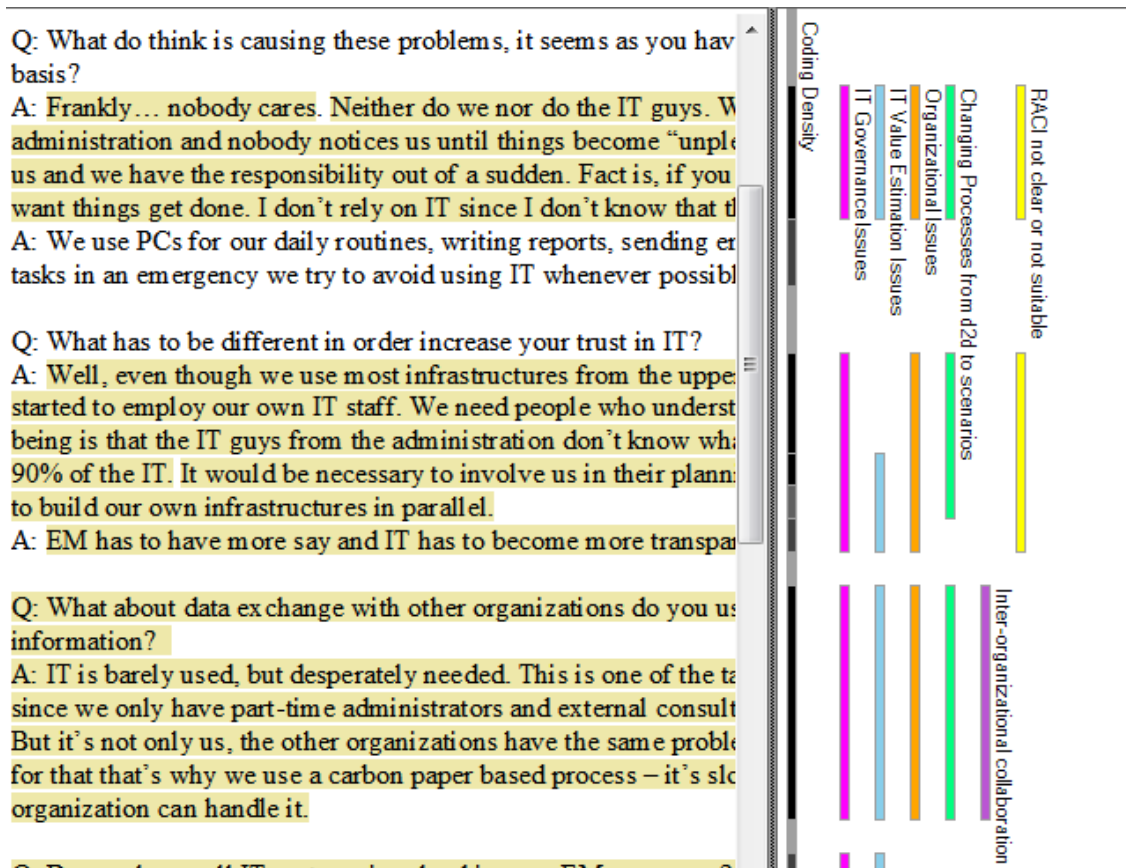 Q: What do think is causing these problems, it seems as you hav
basis?
A: Frankly… nobody cares. Neither do we nor do the IT guys. W
administration and nobody notices us until things become “unple
us and we have the responsibility out of a sudden. Fact is, if you
want things get done. I don’t rely on IT since I don’t know that th
A: We use PCs for our daily routines, writing reports, sending er
tasks in an emergency we try to avoid using IT whenever possibl
Q: What has to be different in order increase your trust in IT?
A: Well, even though we use most infrastructures from the uppe
started to employ our own IT staff. We need people who underst
being is that the IT guys from the administration don’t know wha
90% of the IT. It would be necessary to involve us in their plann
to build our own infrastructures in parallel.
A: EM has to have more say and IT has to become more transpar
Q: What about data exchange with other organizations do you us
information?
A: IT is barely used, but desperately needed. This is one of the ta
since we only have part-time administrators and external consult
But it’s not only us, the other organizations have the same proble
for that that’s why we use a carbon paper based process – it’s slo
organization can handle it.
Coding Density
IT Governance Issues
IT Value Estimation Issues
Organizational Issues
Changing Processes from d2d to scenarios
Inter-organizational collaboration
RACI not clear or not suitable